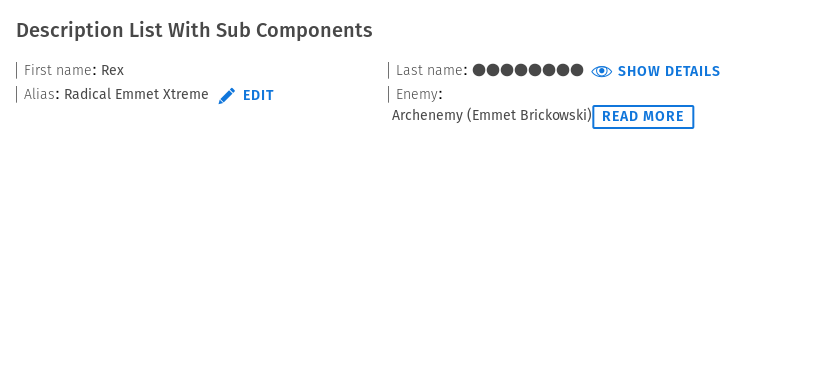 Description List With Sub Components
First name: Rex
Last name: ●●●●●●●● SHOW DETAILS
Alias: Radical Emmet Xtreme EDIT
Enemy:
Archenemy (Emmet Brickowski) READ MORE